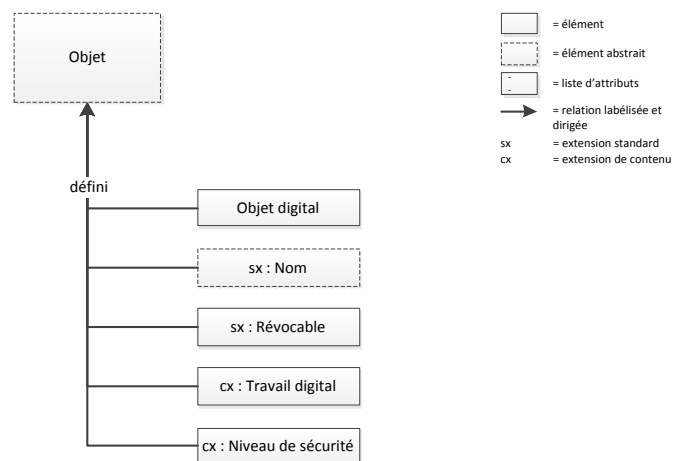 Objet
défini
Objet digital
sx : Nom
sx : Révocable
cx : Travail digital
cx : Niveau de sécurité
= élément
= élément abstrait
- 
-
= liste d'attributs
= relation labélisée et
dirigée
sx = extension standard
cx = extension de contenu